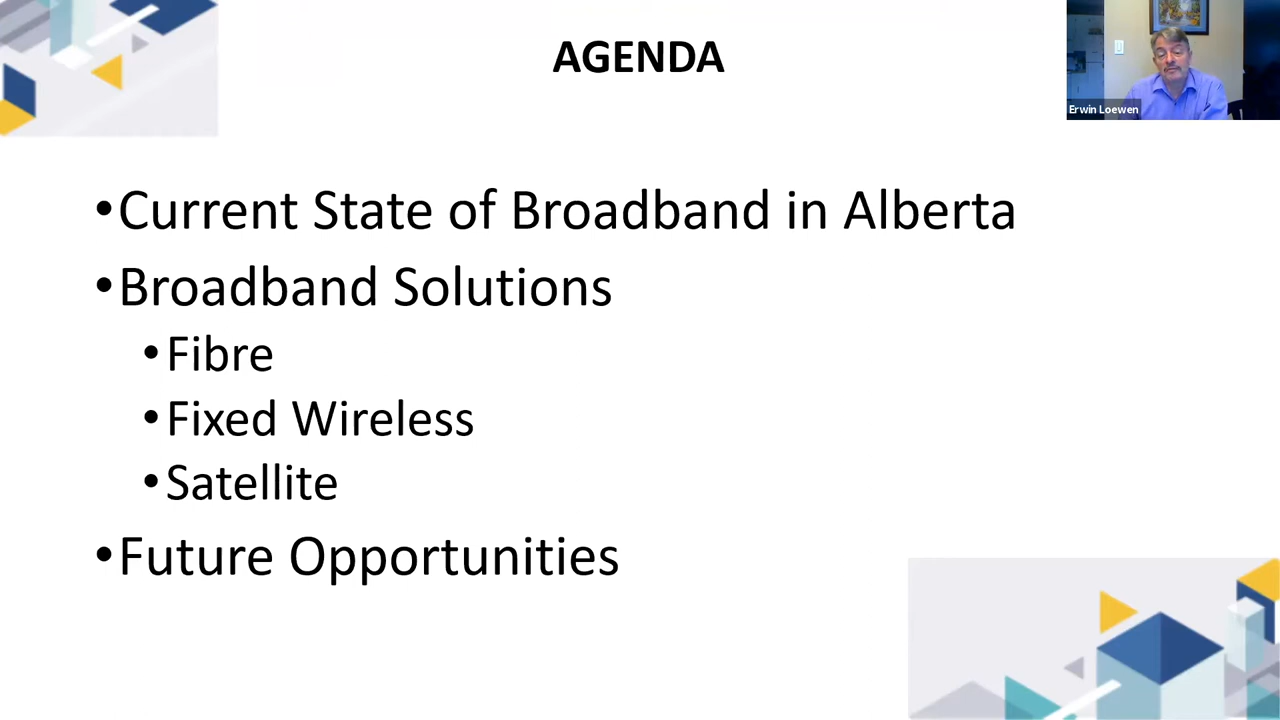 AGENDA
Erwin Loewen
•Current State of Broadband in Alberta
•Broadband Solutions
•Fibre
•Fixed Wireless
•Satellite
•Future Opportunities